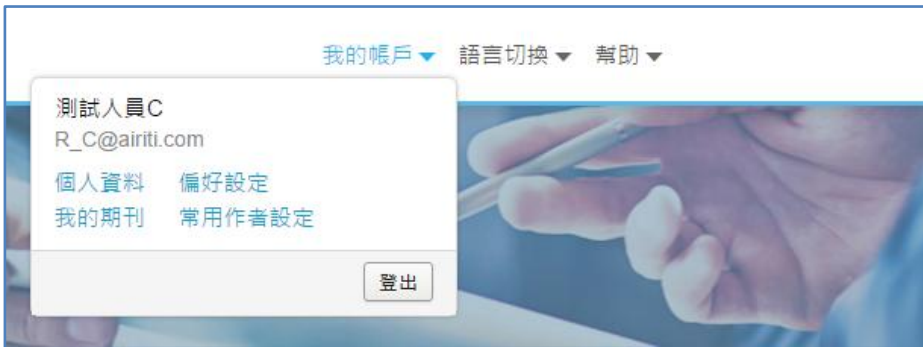 我的帳戶 語言切換 幫助
測試人員C
R_C@airiti.com
個人資料 偏好設定
我的期刊 常用作者設定
登出